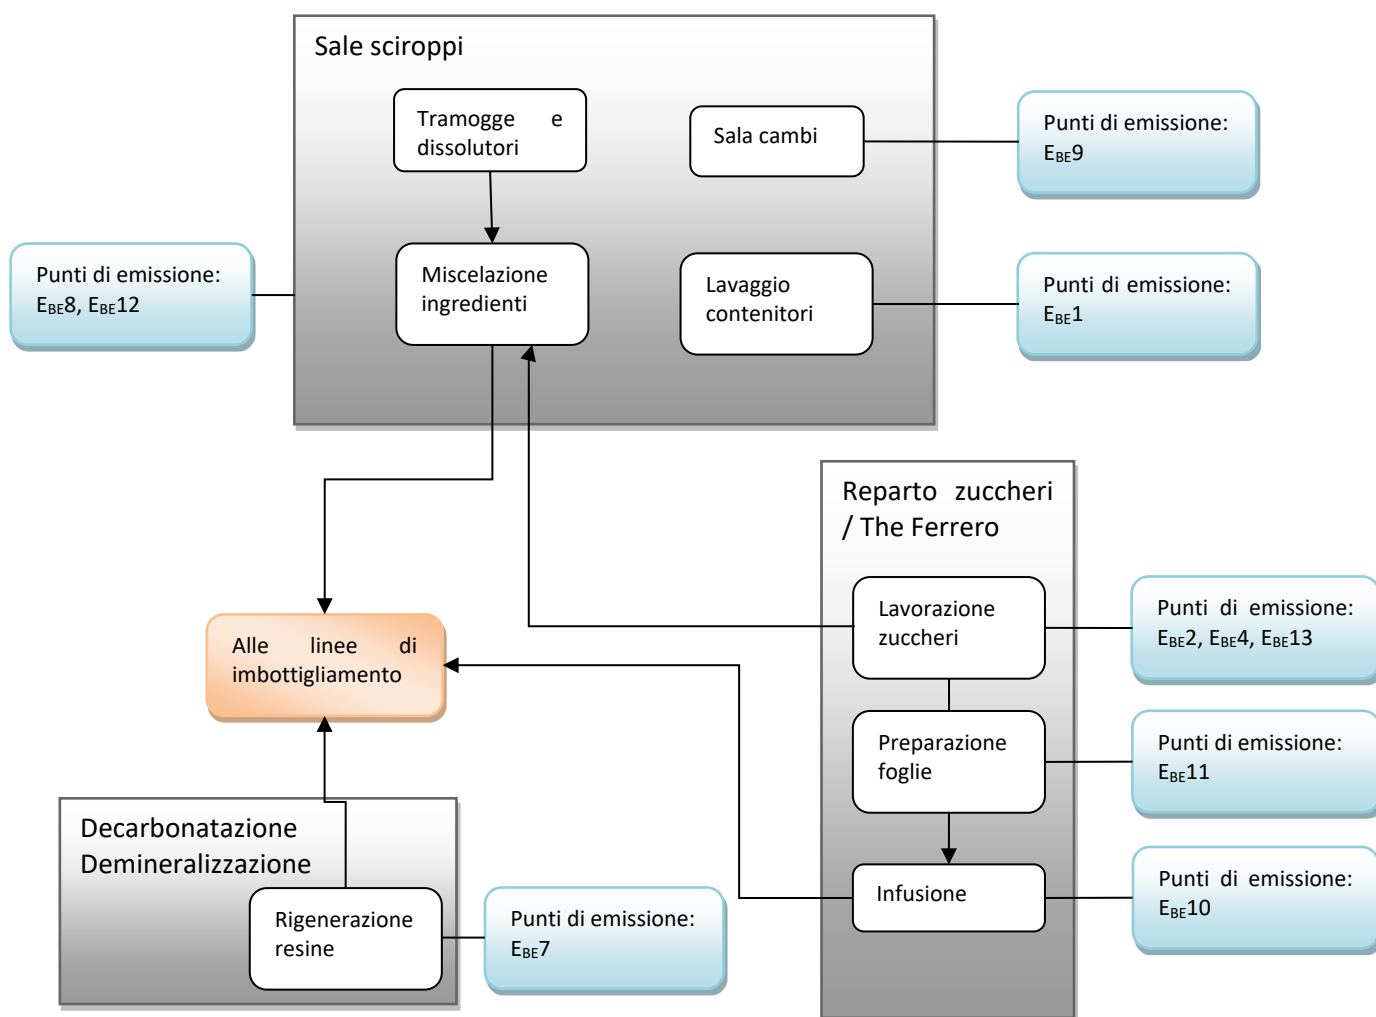 Sale sciroppi
Tramogge e
dissolutori
Sala cambi
Punti di emissione:
EBE9
Punti di emissione:
EBE8, EBE12
Miscelazione
ingredienti
Lavaggio
contenitori
Punti di emissione:
EBE1
Reparto zuccheri
/ The Ferrero
Lavorazione
zuccheri
Punti di emissione:
EBE2, EBE4, EBE13
Alle linee di
imbottigliamento
Preparazione
foglie
Punti di emissione:
EBE11
Decarbonatazione
Demineralizzazione
Infusione
Punti di emissione:
EBE10
Rigenerazione
resine
Punti di emissione:
EBE7